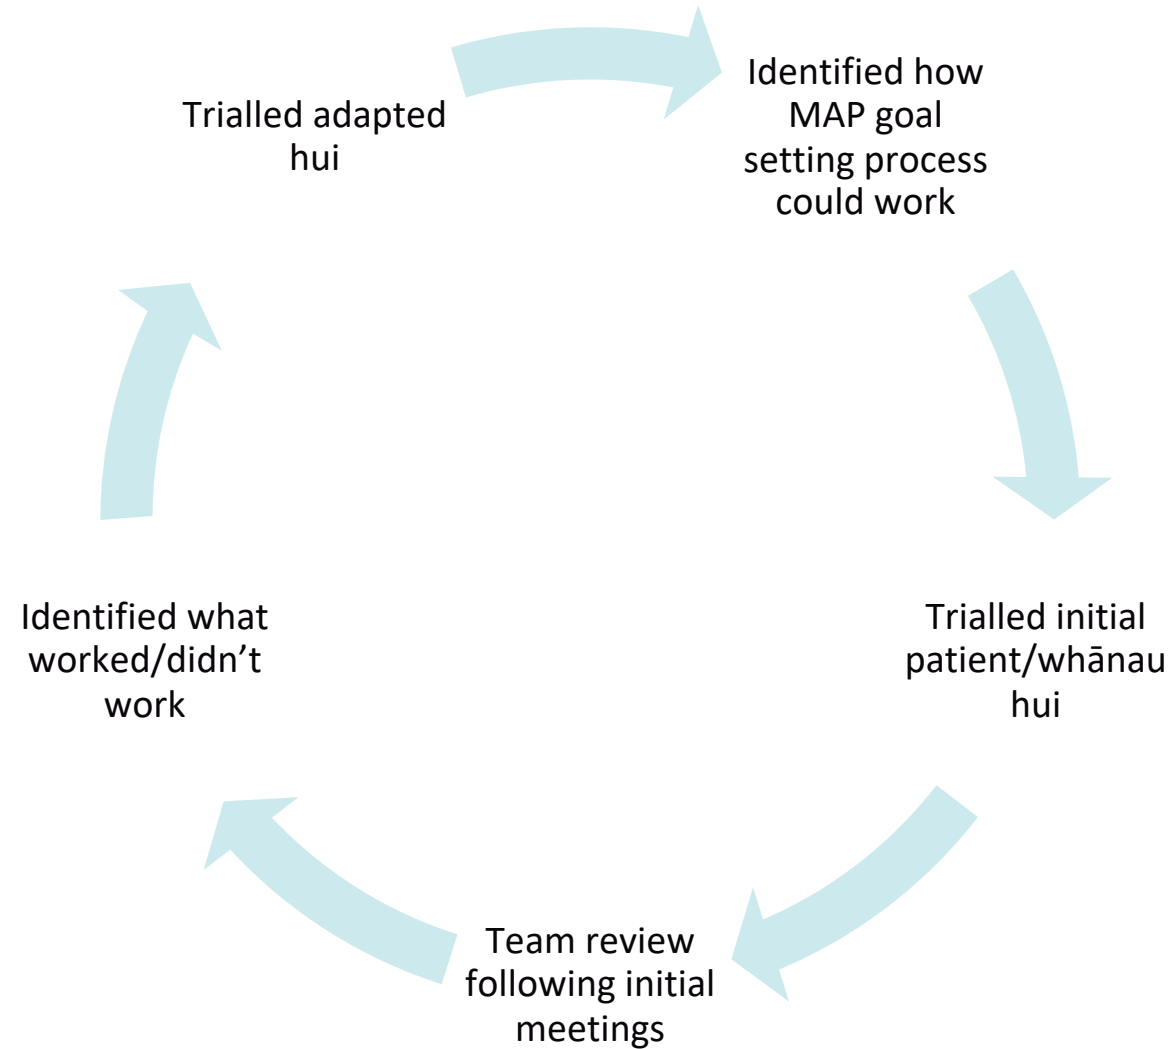 Trialled adapted
hui
Identified how
MAP goal
setting process
could work
Trialled initial
patient/whānau
hui
Team review
following initial
meetings
Identified what
worked/didn’t
work